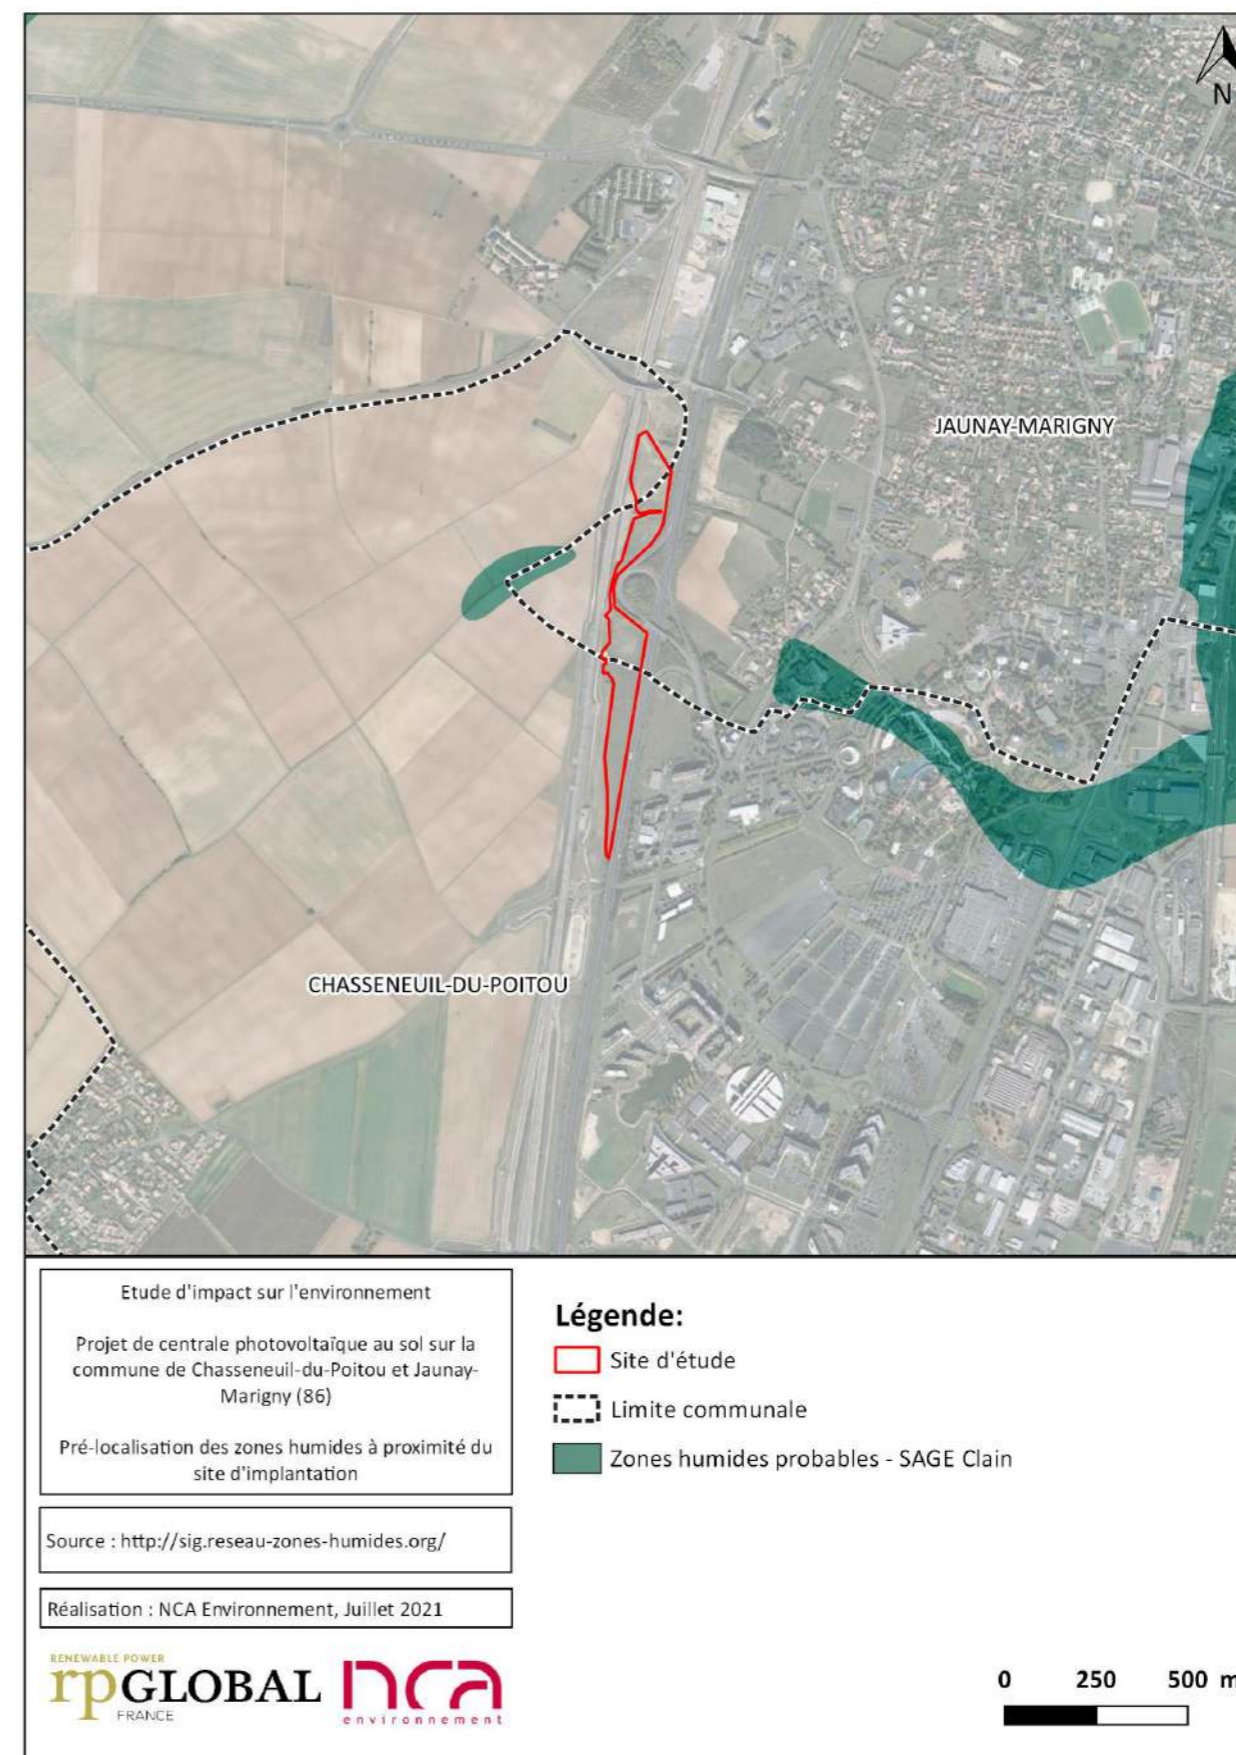 N
JAUNAY-MARIGNY
CHASSENEUIL-DU-POITOU
Etude d'impact sur l'environnement
Projet de centrale photovoltaïque au sol sur la
commune de Chasseneuil-du-Poitou et Jaunay-
Marigny (86)
Pré-localisation des zones humides à proximité du
site d'implantation
Source : http://sig.reseau-zones-humides.org/
Réalisation : NCA Environnement, Juillet 2021
RENEWABLE POWER
rpGLOBAL
FRANCE
nca
environnement
Légende:
Site d'étude
Limite communale
Zones humides probables - SAGE Clain
0 250 500 m